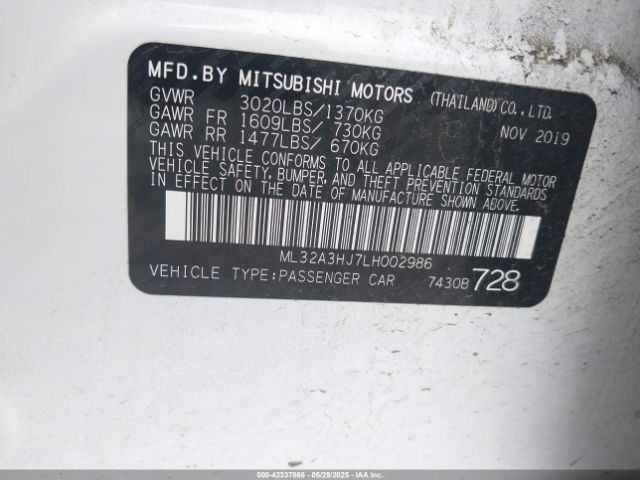 MFD. BY MITSUBISHI MOTORS (THAILAND) CO., LTD.
GVWR 3020LBS/1370KG NOV 2019
GAWR FR 1609LBS/ 730KG
GAWR RR 1477LBS/ 670KG
THIS VEHICLE CONFORMS TO ALL APPLICABLE FEDERAL MOTOR
VEHICLE SAFETY, BUMPER, AND THEFT PREVENTION STANDARDS
IN EFFECT ON THE DATE OF MANUFACTURE SHOWN ABOVE.
ML32A3HJ7LH002986
VEHICLE TYPE:PASSENGER CAR 7430B 728
000-42337866 - 05/29/2025 - IAA Inc.